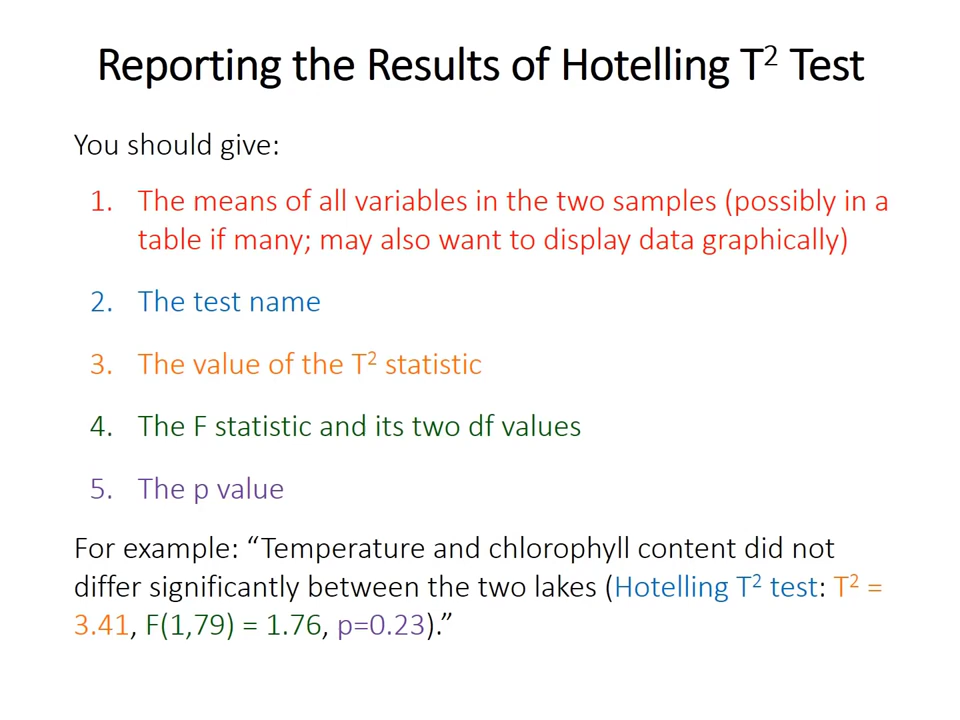 Reporting the Results of Hotelling T² Test
You should give:
1. The means of all variables in the two samples (possibly in a
table if many; may also want to display data graphically)
2. The test name
3. The value of the T² statistic
4. The F statistic and its two df values
5. The p value
For example: “Temperature and chlorophyll content did not
differ significantly between the two lakes (Hotelling T² test: T² =
3.41, F(1,79) = 1.76, p=0.23).”